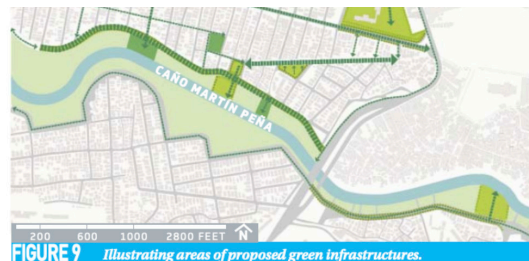 CAÑO MARTÍN PEÑA
200 600 1000 2800 FEET N
FIGURE 9 Illustrating areas of proposed green infrastructures.